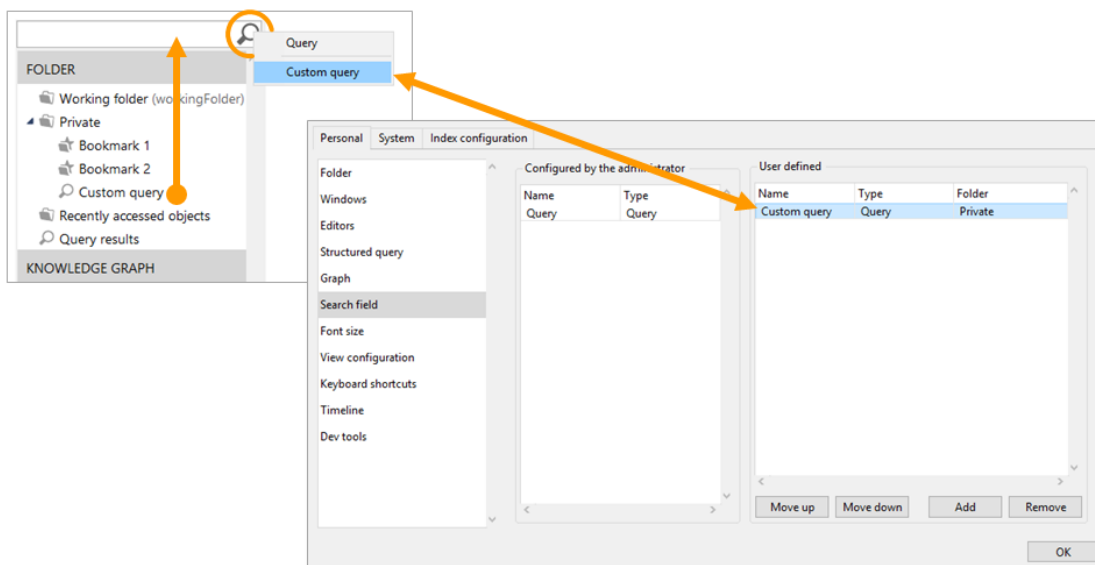 Query
Custom query
FOLDER
Working folder (workingFolder)
Private
Bookmark 1
Bookmark 2
Custom query
Recently accessed objects
Query results
KNOWLEDGE GRAPH
Personal System Index configuration
Folder
Windows
Editors
Structured query
Graph
Search field
Font size
View configuration
Keyboard shortcuts
Timeline
Dev tools
Configured by the administrator
Name Type
Query Query
User defined
Name Type Folder
Custom query Query Private
Move up Move down Add Remove
OK